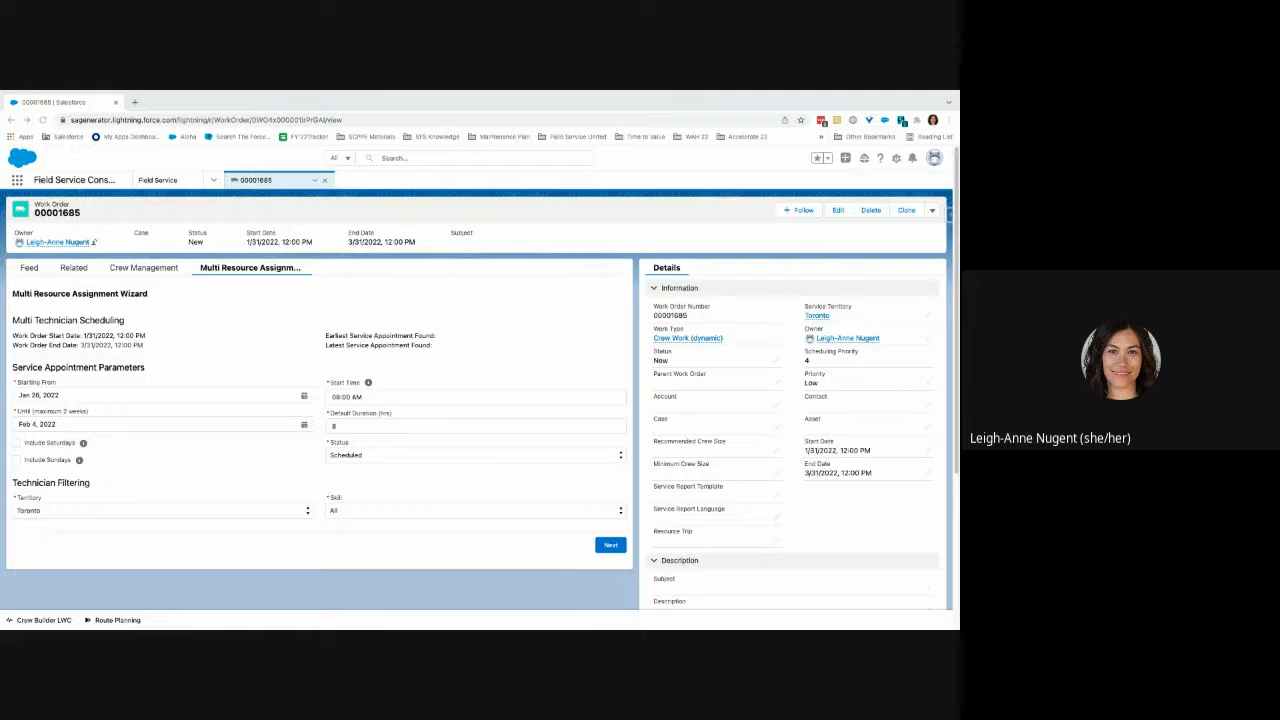 00001685 | Salesforce
sagenerator.lightning.force.com/lightning/r/WorkOrder/0WO4x000001irPrGAI/view
Apps Salesforce My Apps Dashboa... Aloha Search The Force... FY'22Tracker SCPPE Materials SFS Knowledge Maintenance Plan Field Service United Time to Value WAH 22 Accelerate 22 » Other Bookmarks Reading List
All Search...
Field Service Cons... Field Service 00001685
Work Order
00001685
+ Follow Edit Delete Clone
Owner Case Status Start Date End Date Subject
Leigh-Anne Nugent New 1/31/2022, 12:00 PM 3/31/2022, 12:00 PM
Feed Related Crew Management Multi Resource Assignm...
Multi Resource Assignment Wizard
Multi Technician Scheduling
Work Order Start Date: 1/31/2022, 12:00 PM Earliest Service Appointment Found:
Work Order End Date: 3/31/2022, 12:00 PM Latest Service Appointment Found:
Service Appointment Parameters
* Starting From * Start Time
Jan 28, 2022 08:00 AM
* Until (maximum 2 weeks) * Default Duration (hrs)
Feb 4, 2022 8
Include Saturdays * Status
Include Sundays Scheduled
Technician Filtering
* Territory * Skill
Toronto All
Next
Details
Information
Work Order Number Service Territory
00001685 Toronto
Work Type Owner
Crew Work (dynamic) Leigh-Anne Nugent
Status Scheduling Priority
New 4
Parent Work Order Priority
Low
Account Contact
Case Asset
Recommended Crew Size Start Date
1/31/2022, 12:00 PM
Minimum Crew Size End Date
3/31/2022, 12:00 PM
Service Report Template
Service Report Language
Resource Trip
Description
Subject
Description
Crew Builder LWC Route Planning
Leigh-Anne Nugent (she/her)